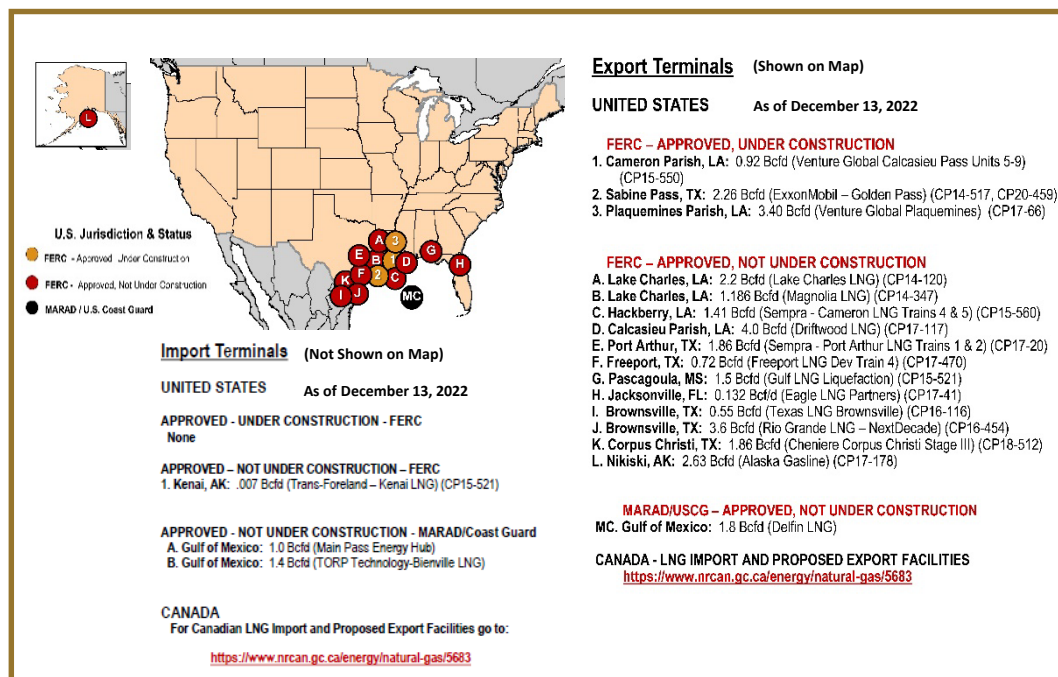 L
A
3
E
B
1
D
G
H
F
2
C
K
I
J
MC
U.S. Jurisdiction & Status
FERC - Approved Under Construction
FERC - Approved, Not Under Construction
MARAD / U.S. Coast Guard
Import Terminals (Not Shown on Map)
UNITED STATES As of December 13, 2022
APPROVED - UNDER CONSTRUCTION - FERC
None
APPROVED – NOT UNDER CONSTRUCTION – FERC
1. Kenai, AK: .007 Bcfd (Trans-Foreland – Kenai LNG) (CP15-521)
APPROVED - NOT UNDER CONSTRUCTION - MARAD/Coast Guard
A. Gulf of Mexico: 1.0 Bcfd (Main Pass Energy Hub)
B. Gulf of Mexico: 1.4 Bcfd (TORP Technology-Bienville LNG)
CANADA
For Canadian LNG Import and Proposed Export Facilities go to:
https://www.nrcan.gc.ca/energy/natural-gas/5683
Export Terminals (Shown on Map)
UNITED STATES As of December 13, 2022
FERC – APPROVED, UNDER CONSTRUCTION
1. Cameron Parish, LA: 0.92 Bcfd (Venture Global Calcasieu Pass Units 5-9)
(CP15-550)
2. Sabine Pass, TX: 2.26 Bcfd (ExxonMobil – Golden Pass) (CP14-517, CP20-459)
3. Plaquemines Parish, LA: 3.40 Bcfd (Venture Global Plaquemines) (CP17-66)
FERC – APPROVED, NOT UNDER CONSTRUCTION
A. Lake Charles, LA: 2.2 Bcfd (Lake Charles LNG) (CP14-120)
B. Lake Charles, LA: 1.186 Bcfd (Magnolia LNG) (CP14-347)
C. Hackberry, LA: 1.41 Bcfd (Sempra - Cameron LNG Trains 4 & 5) (CP15-560)
D. Calcasieu Parish, LA: 4.0 Bcfd (Driftwood LNG) (CP17-117)
E. Port Arthur, TX: 1.86 Bcfd (Sempra - Port Arthur LNG Trains 1 & 2) (CP17-20)
F. Freeport, TX: 0.72 Bcfd (Freeport LNG Dev Train 4) (CP17-470)
G. Pascagoula, MS: 1.5 Bcfd (Gulf LNG Liquefaction) (CP15-521)
H. Jacksonville, FL: 0.132 Bcf/d (Eagle LNG Partners) (CP17-41)
I. Brownsville, TX: 0.55 Bcfd (Texas LNG Brownsville) (CP16-116)
J. Brownsville, TX: 3.6 Bcfd (Rio Grande LNG – NextDecade) (CP16-454)
K. Corpus Christi, TX: 1.86 Bcfd (Cheniere Corpus Christi Stage III) (CP18-512)
L. Nikiski, AK: 2.63 Bcfd (Alaska Gasline) (CP17-178)
MARAD/USCG – APPROVED, NOT UNDER CONSTRUCTION
MC. Gulf of Mexico: 1.8 Bcfd (Delfin LNG)
CANADA - LNG IMPORT AND PROPOSED EXPORT FACILITIES
https://www.nrcan.gc.ca/energy/natural-gas/5683